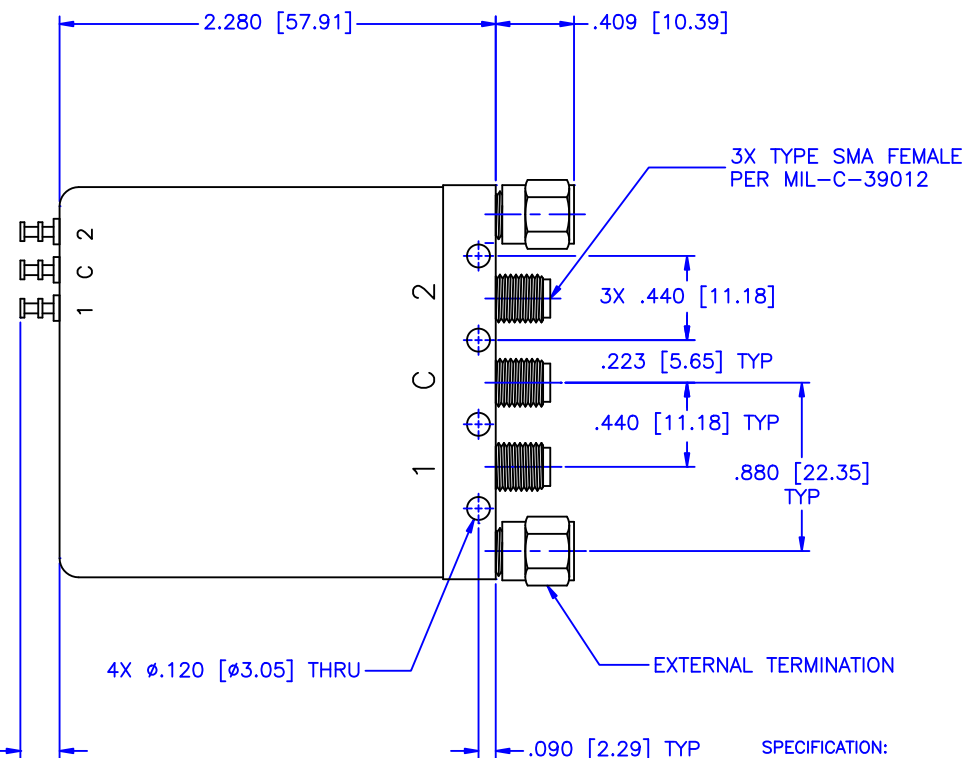 2.280 [57.91]
.409 [10.39]
3X TYPE SMA FEMALE
PER MIL-C-39012
2
C
1
2
C
1
3X .440 [11.18]
.223 [5.65] TYP
.440 [11.18] TYP
.880 [22.35]
TYP
4X ø.120 [ø3.05] THRU
EXTERNAL TERMINATION
.090 [2.29] TYP
SPECIFICATION: